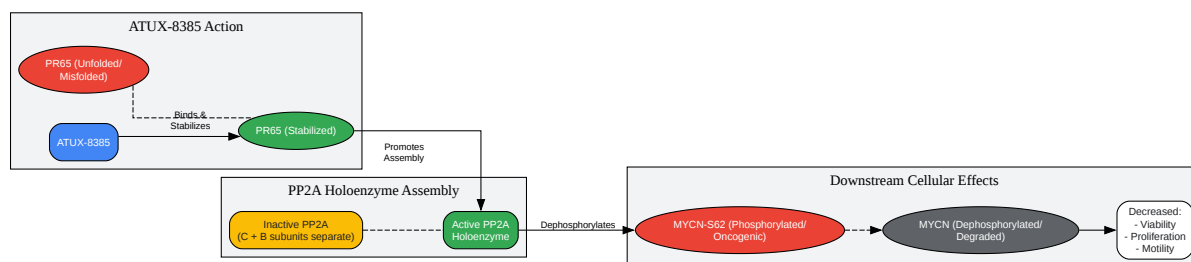 ATUX-8385 Action
PR65 (Unfolded/
Misfolded)
Binds &
Stabilizes
ATUX-8385
PR65 (Stabilized)
Promotes
Assembly
PP2A Holoenzyme Assembly
Inactive PP2A
(C + B subunits separate)
Active PP2A
Holoenzyme
Dephosphorylates
Downstream Cellular Effects
MYCN-S62 (Phosphorylated/
Oncogenic)
MYCN (Dephosphorylated/
Degraded)
Decreased:
- Viability
- Proliferation
- Motility